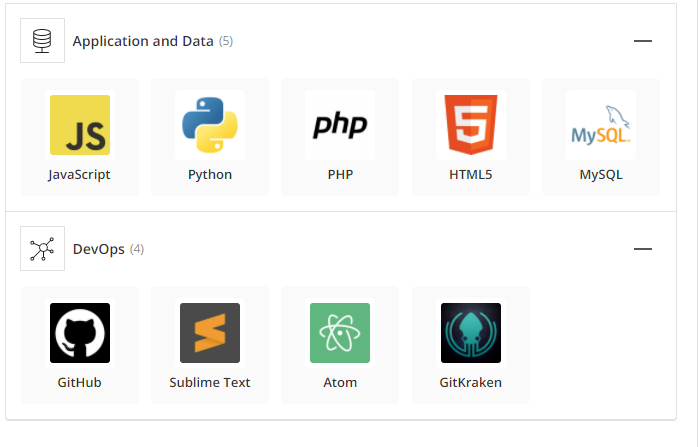 Application and Data (5)
JS
php
5
MySQL
JavaScript
Python
PHP
HTML5
MySQL
DevOps (4)
GitHub
Sublime Text
Atom
GitKraken